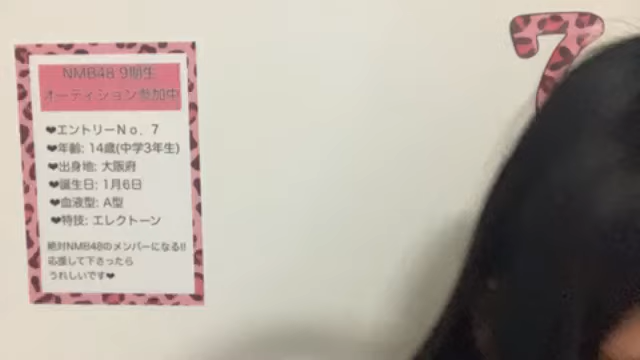 NMB48 9期生
オーディション参加中
❤エントリーNo．7
❤年齢: 14歳(中学3年生)
❤出身地: 大阪府
❤誕生日: 1月6日
❤血液型: A型
❤特技: エレクトーン
絶対NMB48のメンバーになる!!
応援して下さったら
うれしいです❤
7